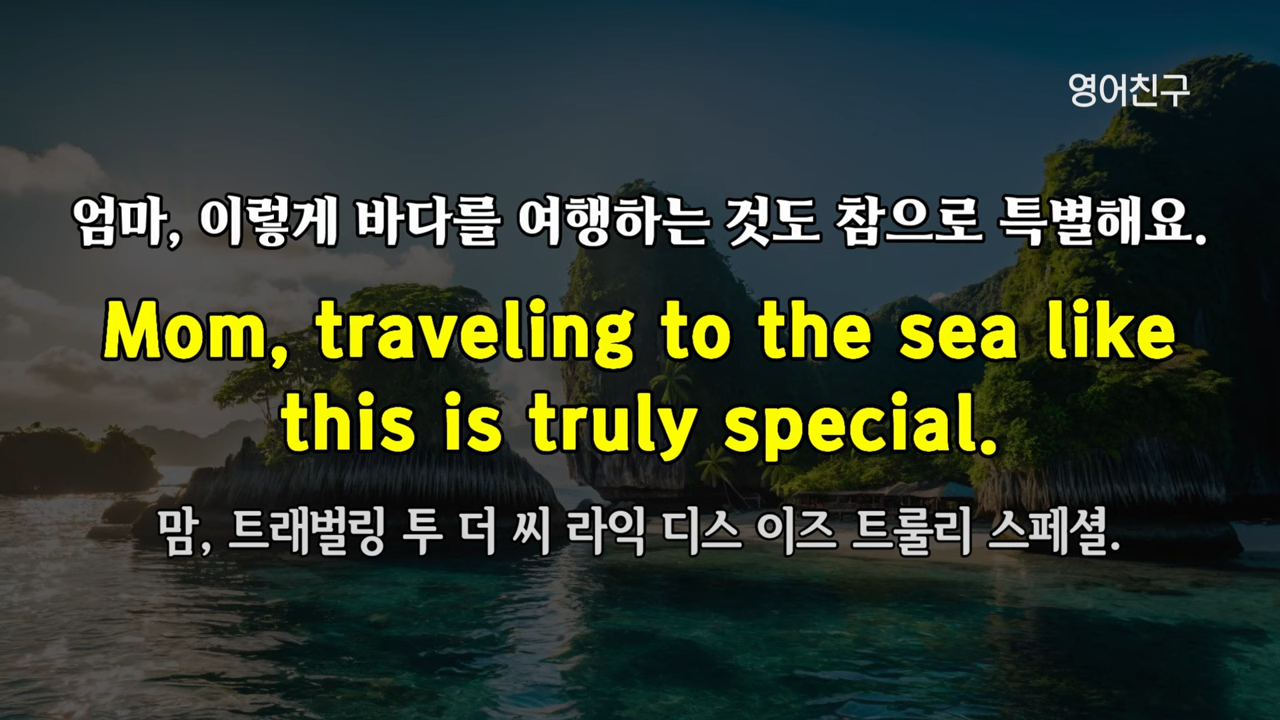 영어친구
엄마, 이렇게 바다를 여행하는 것도 참으로 특별해요.
Mom, traveling to the sea like
this is truly special.
맘, 트래벌링 투 더 씨 라익 디스 이즈 트룰리 스페셜.